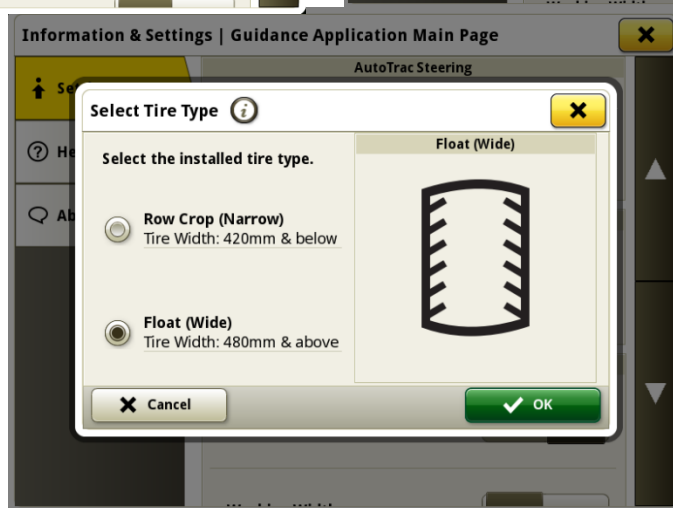 Information & Settings | Guidance Application Main Page
AutoTrac Steering
Select Tire Type
Select the installed tire type.
Float (Wide)
Row Crop (Narrow)
Tire Width: 420mm & below
Float (Wide)
Tire Width: 480mm & above
Cancel
OK